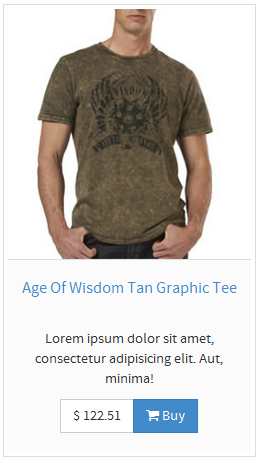 WISDOM
Age Of Wisdom Tan Graphic Tee
Lorem ipsum dolor sit amet,
consectetur adipisicing elit. Aut,
minima!
$ 122.51 Buy